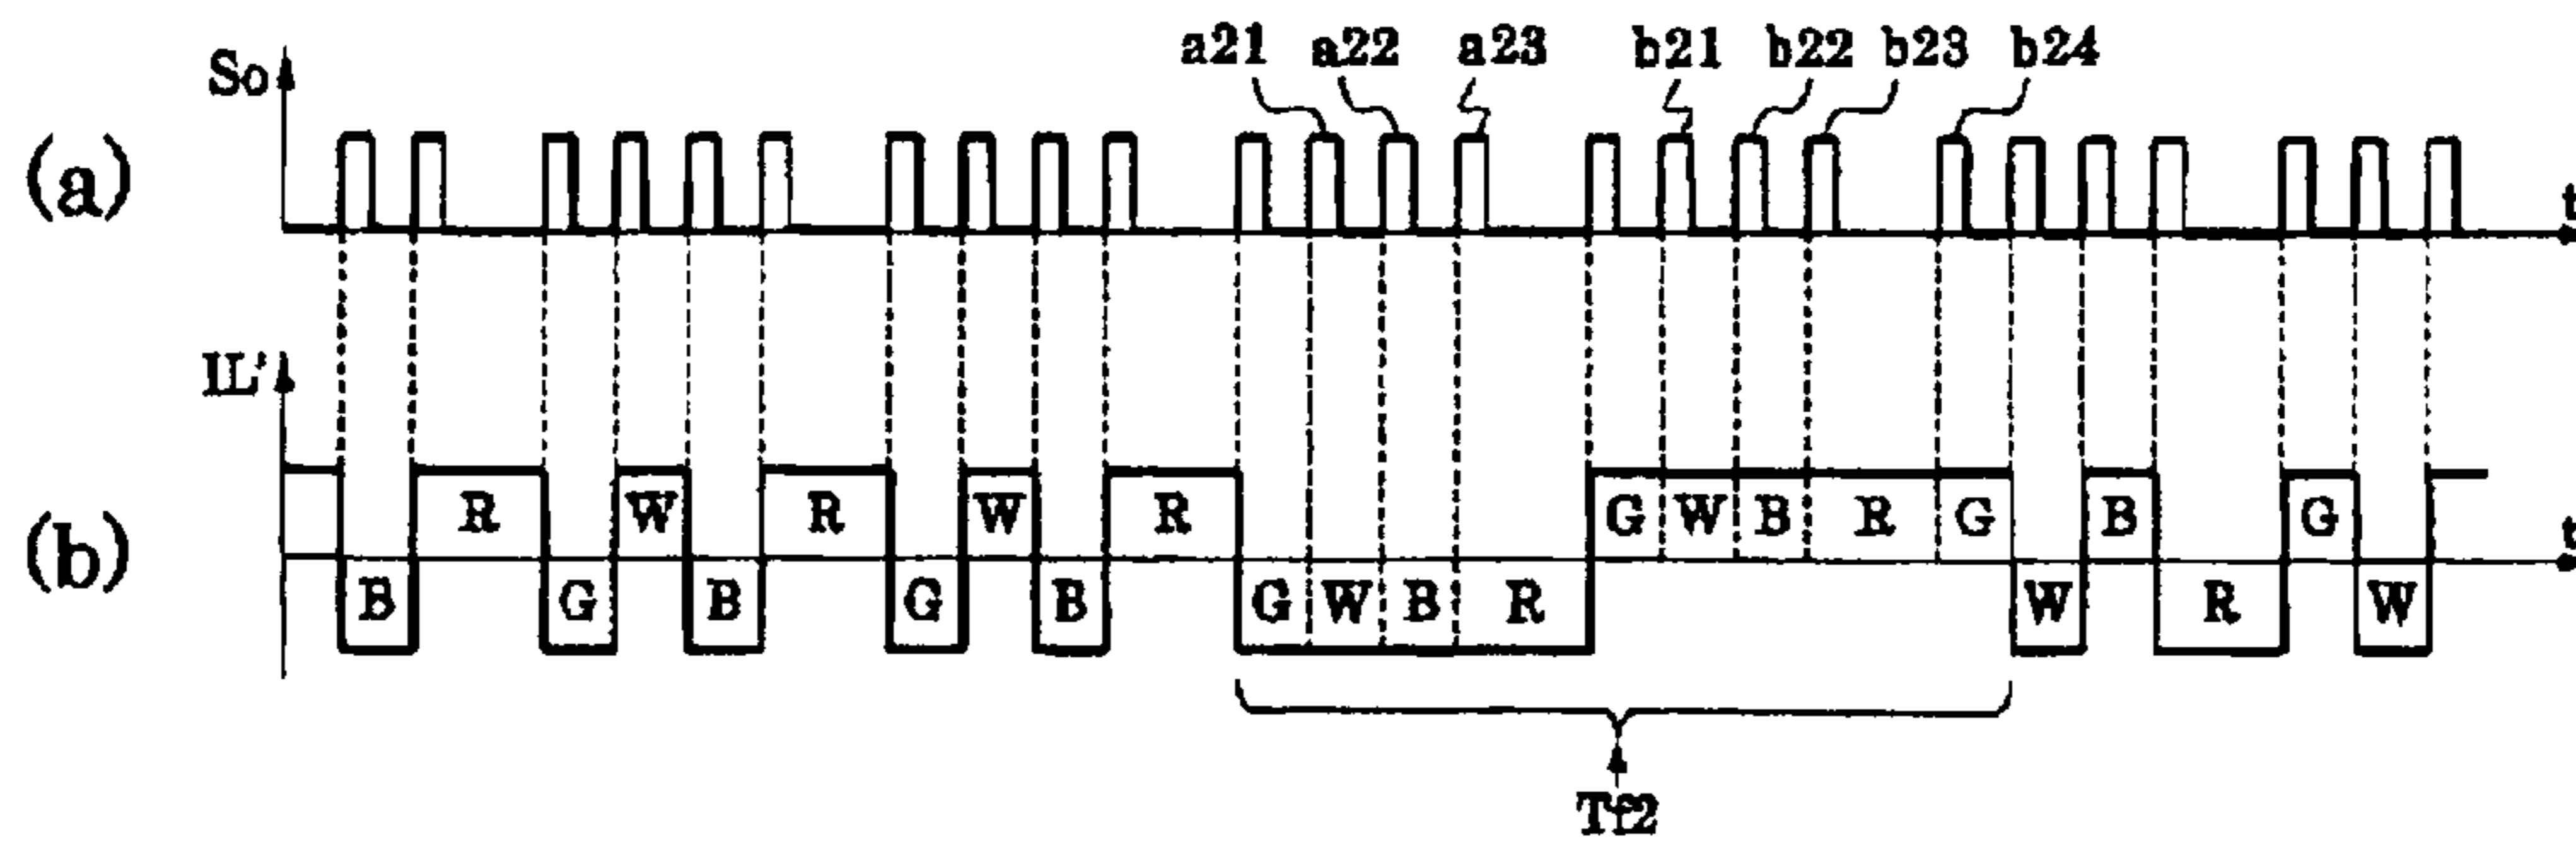 a21 a22 a23 b21 b22 b23 b24
So
(a)
t
IL'
R W R W R G W B R G B G
(b)
t
B G B G B G W B R W R W
Tf2